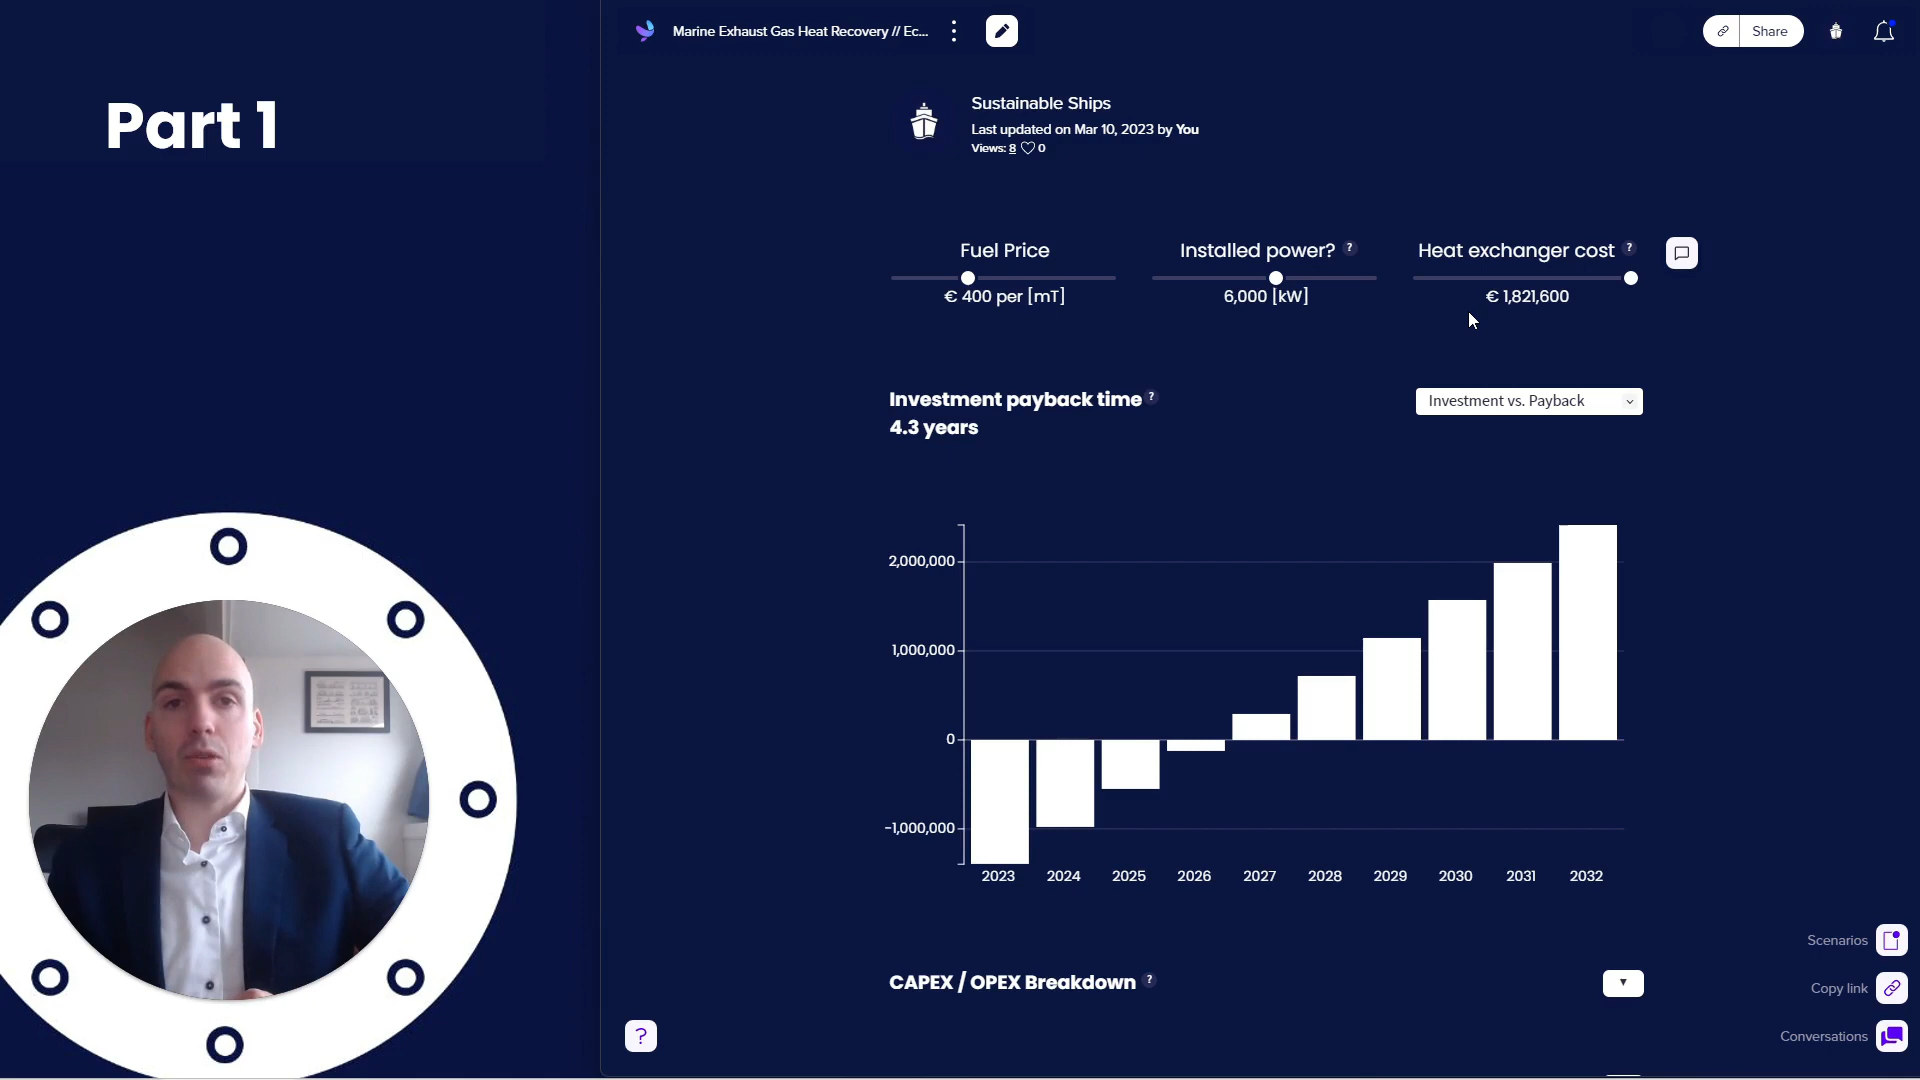 Part 1
Marine Exhaust Gas Heat Recovery // Ec...
Share
Sustainable Ships
Last updated on Mar 10, 2023 by You
Views: 8 0
Fuel Price
€ 400 per [mT]
Installed power? ?
6,000 [kW]
Heat exchanger cost ?
€ 1,821,600
Investment payback time ?
4.3 years
Investment vs. Payback
2,000,000
1,000,000
0
-1,000,000
2023 2024 2025 2026 2027 2028 2029 2030 2031 2032
CAPEX / OPEX Breakdown ?
Scenarios
Copy link
Conversations
?